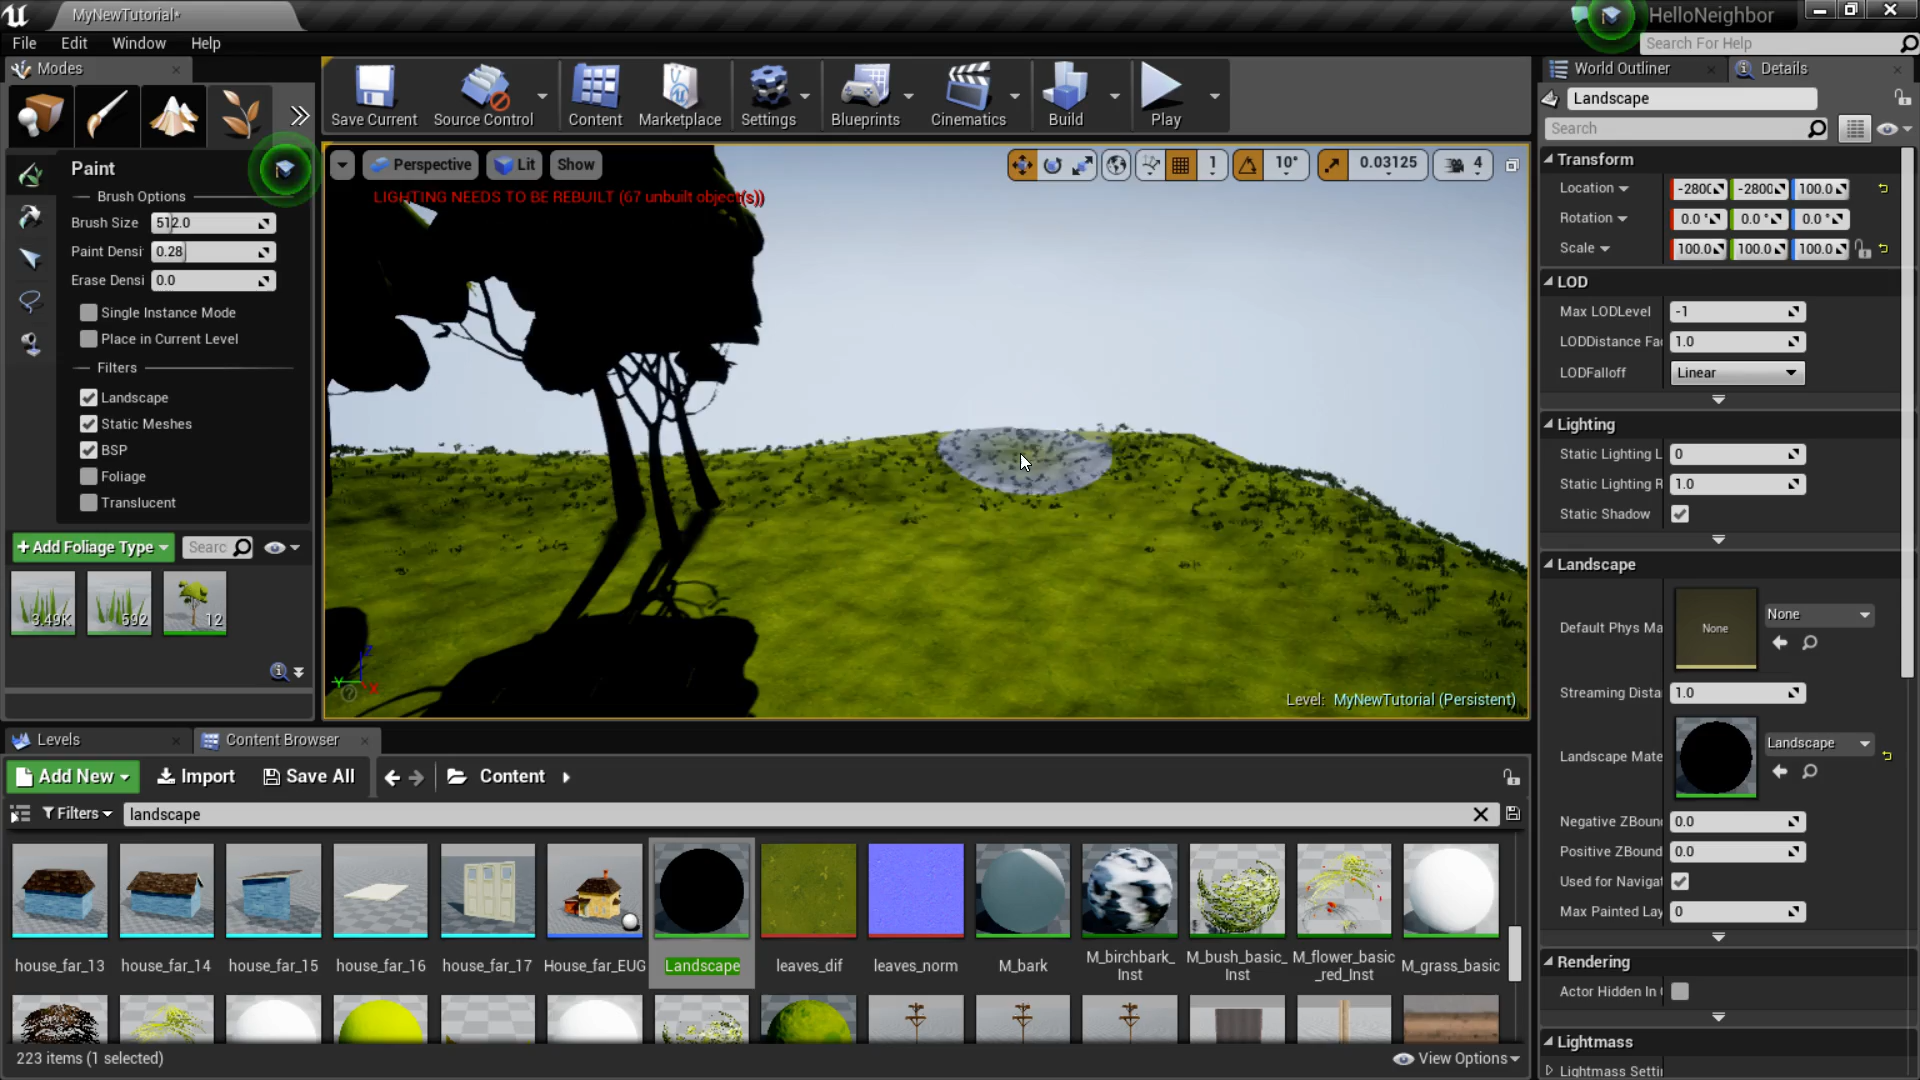 MyNewTutorial*
HelloNeighbor
File Edit Window Help
Search For Help
Modes
World Outliner
Details
Save Current
Source Control
Content
Marketplace
Settings
Blueprints
Cinematics
Build
Play
Landscape
Search
Paint
Brush Options
Brush Size 512.0
Paint Densi 0.28
Erase Densi 0.0
Single Instance Mode
Place in Current Level
Filters
Landscape
Static Meshes
BSP
Foliage
Translucent
+Add Foliage Type
Searc
3.49K
592
12
Perspective
Lit
Show
1
10°
0.03125
4
LIGHTING NEEDS TO BE REBUILT (67 unbuilt object(s))
Z
Y
X
Level: MyNewTutorial (Persistent)
Transform
Location -280 -280 100.0
Rotation 0.0 ° 0.0 ° 0.0 °
Scale 100.0 100.0 100.0
LOD
Max LODLevel -1
LODDistance Fa 1.0
LODFalloff Linear
Lighting
Static Lighting L 0
Static Lighting R 1.0
Static Shadow
Landscape
Default Phys Ma None None
Streaming Dista 1.0
Landscape Mate Landscape
Negative ZBoun 0.0
Positive ZBound 0.0
Used for Navigat
Max Painted Lay 0
Rendering
Actor Hidden In
Lightmass
Lightmass Setti
Levels
Content Browser
Add New
Import
Save All
Content
Filters
landscape
house_far_13
house_far_14
house_far_15
house_far_16
house_far_17
House_far_EUG
Landscape
leaves_dif
leaves_norm
M_bark
M_birchbark_
Inst
M_bush_basic_
Inst
M_flower_basic
_red_Inst
M_grass_basic
223 items (1 selected)
View Options